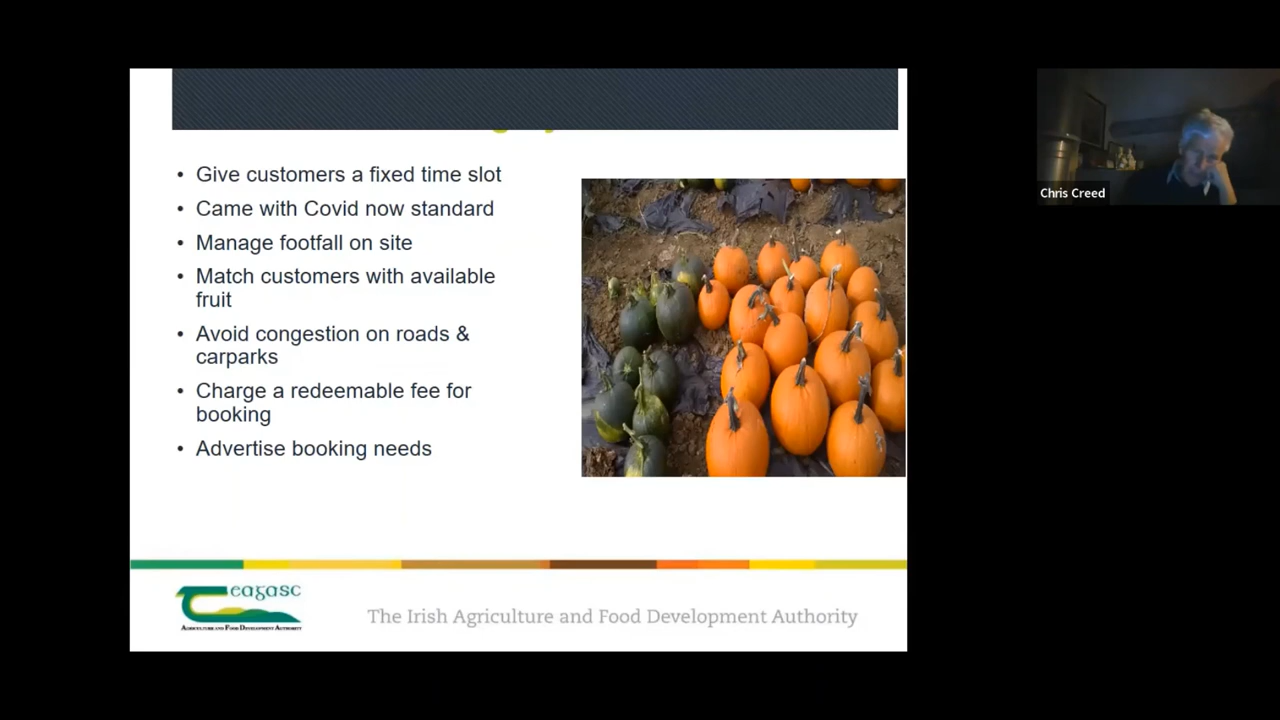 • Give customers a fixed time slot
• Came with Covid now standard
• Manage footfall on site
• Match customers with available
fruit
• Avoid congestion on roads &
carparks
• Charge a redeemable fee for
booking
• Advertise booking needs
Chris Creed
eagasc
AGRICULTURE AND FOOD DEVELOPMENT AUTHORITY
The Irish Agriculture and Food Development Authority